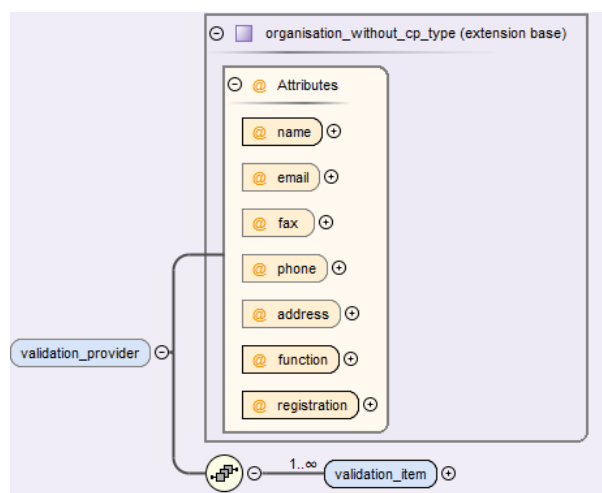 organisation_without_cp_type (extension base)
@ Attributes
@ name
@ email
@ fax
@ phone
@ address
@ function
@ registration
validation_provider
1..∞
validation_item